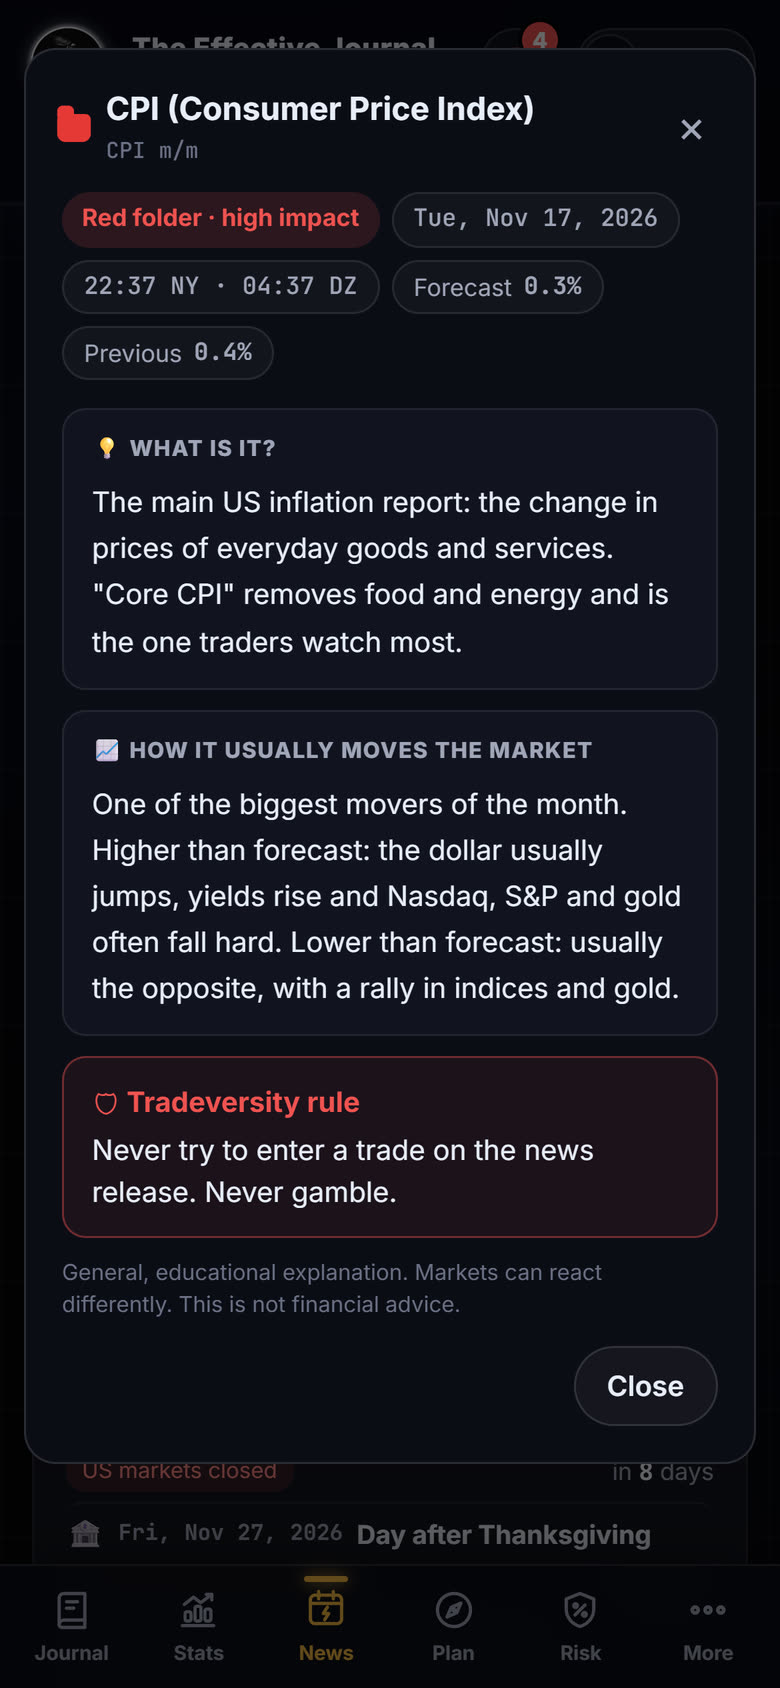 The Effective Journal
4
CPI (Consumer Price Index)
CPI m/m
Red folder · high impact
Tue, Nov 17, 2026
22:37 NY · 04:37 DZ
Forecast 0.3%
Previous 0.4%
WHAT IS IT?
The main US inflation report: the change in
prices of everyday goods and services.
"Core CPI" removes food and energy and is
the one traders watch most.
HOW IT USUALLY MOVES THE MARKET
One of the biggest movers of the month.
Higher than forecast: the dollar usually
jumps, yields rise and Nasdaq, S&P and gold
often fall hard. Lower than forecast: usually
the opposite, with a rally in indices and gold.
Tradeversity rule
Never try to enter a trade on the news
release. Never gamble.
General, educational explanation. Markets can react
differently. This is not financial advice.
Close
US markets closed
in 8 days
Fri, Nov 27, 2026 Day after Thanksgiving
Journal
Stats
News
Plan
Risk
More